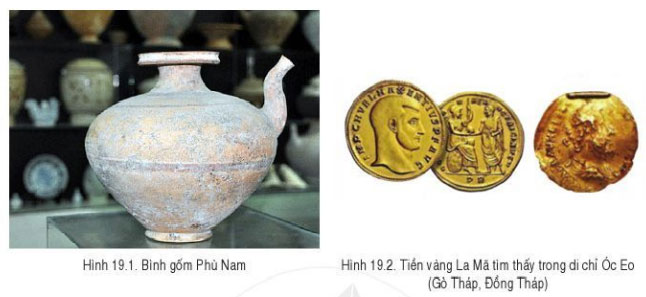 Hình 19.1. Bình gốm Phù Nam
Hình 19.2. Tiền vàng La Mã tìm thấy trong di chỉ Óc Eo
(Gò Tháp, Đồng Tháp)